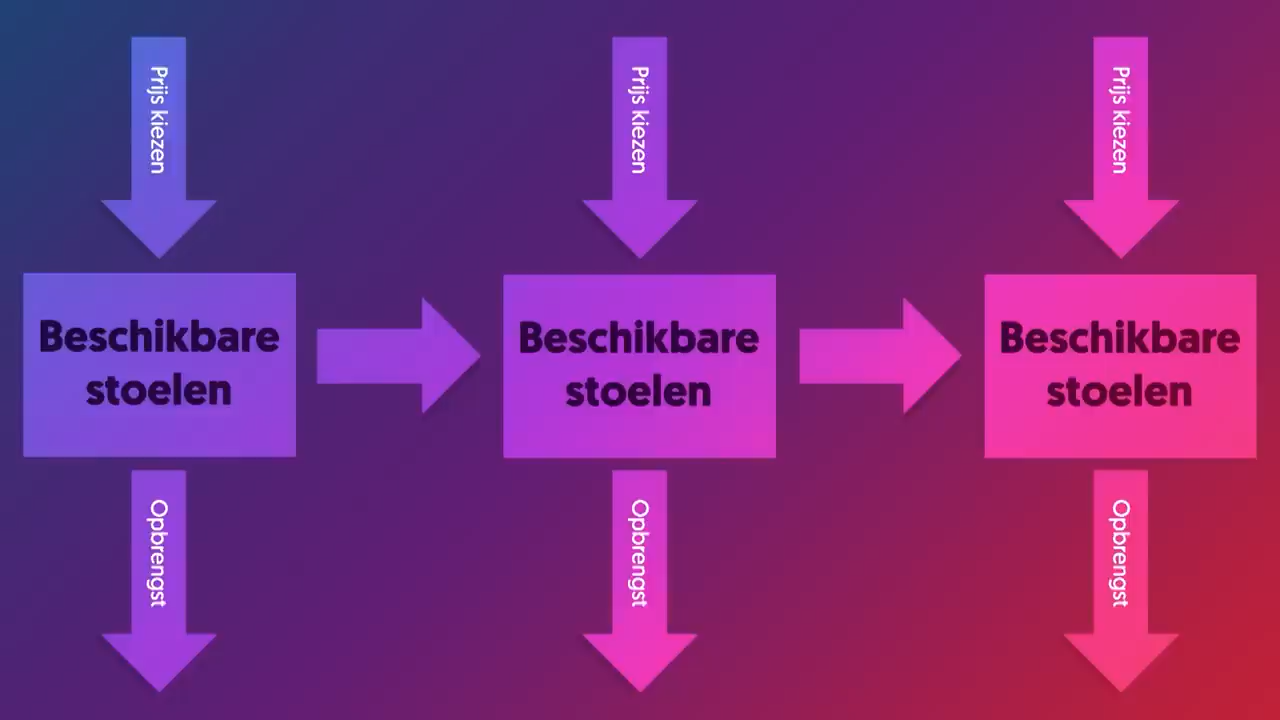 Prijs kiezen
Prijs kiezen
Prijs kiezen
Beschikbare
stoelen
Beschikbare
stoelen
Beschikbare
stoelen
Opbrengst
Opbrengst
Opbrengst